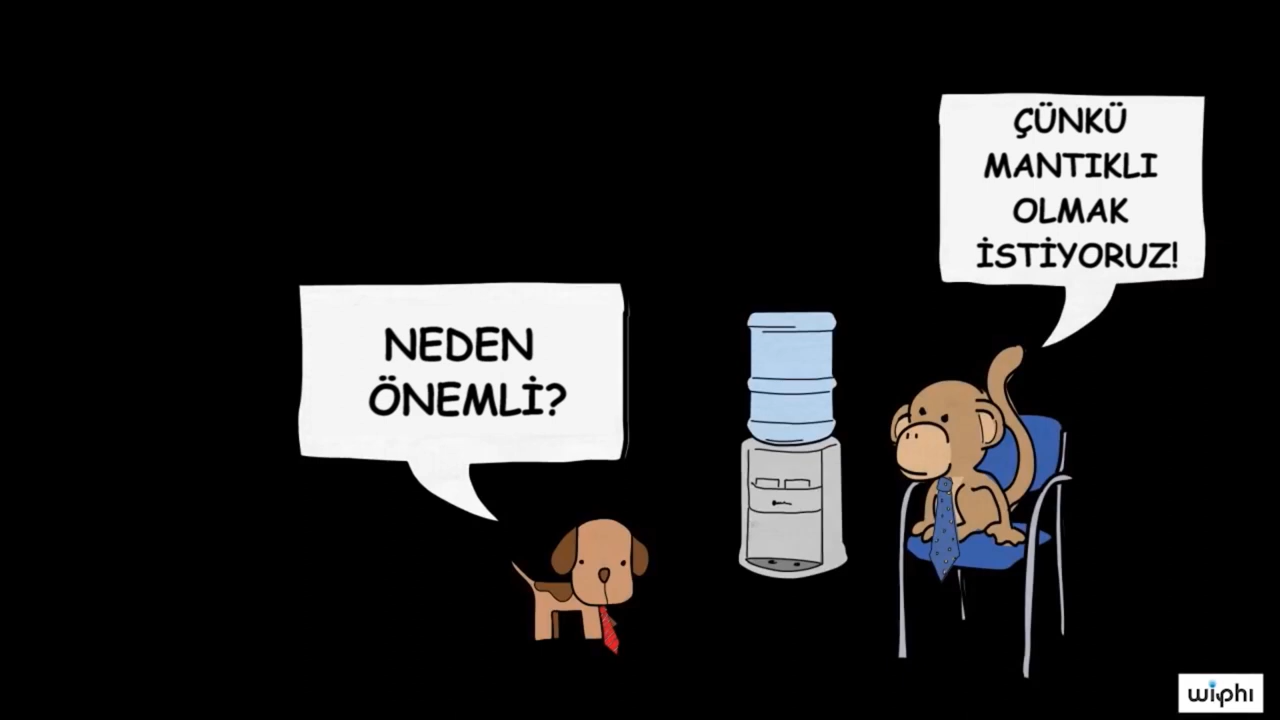 NEDEN
ÖNEMLİ?
ÇÜNKÜ
MANTIKLI
OLMAK
İSTİYORUZ!
wiphi